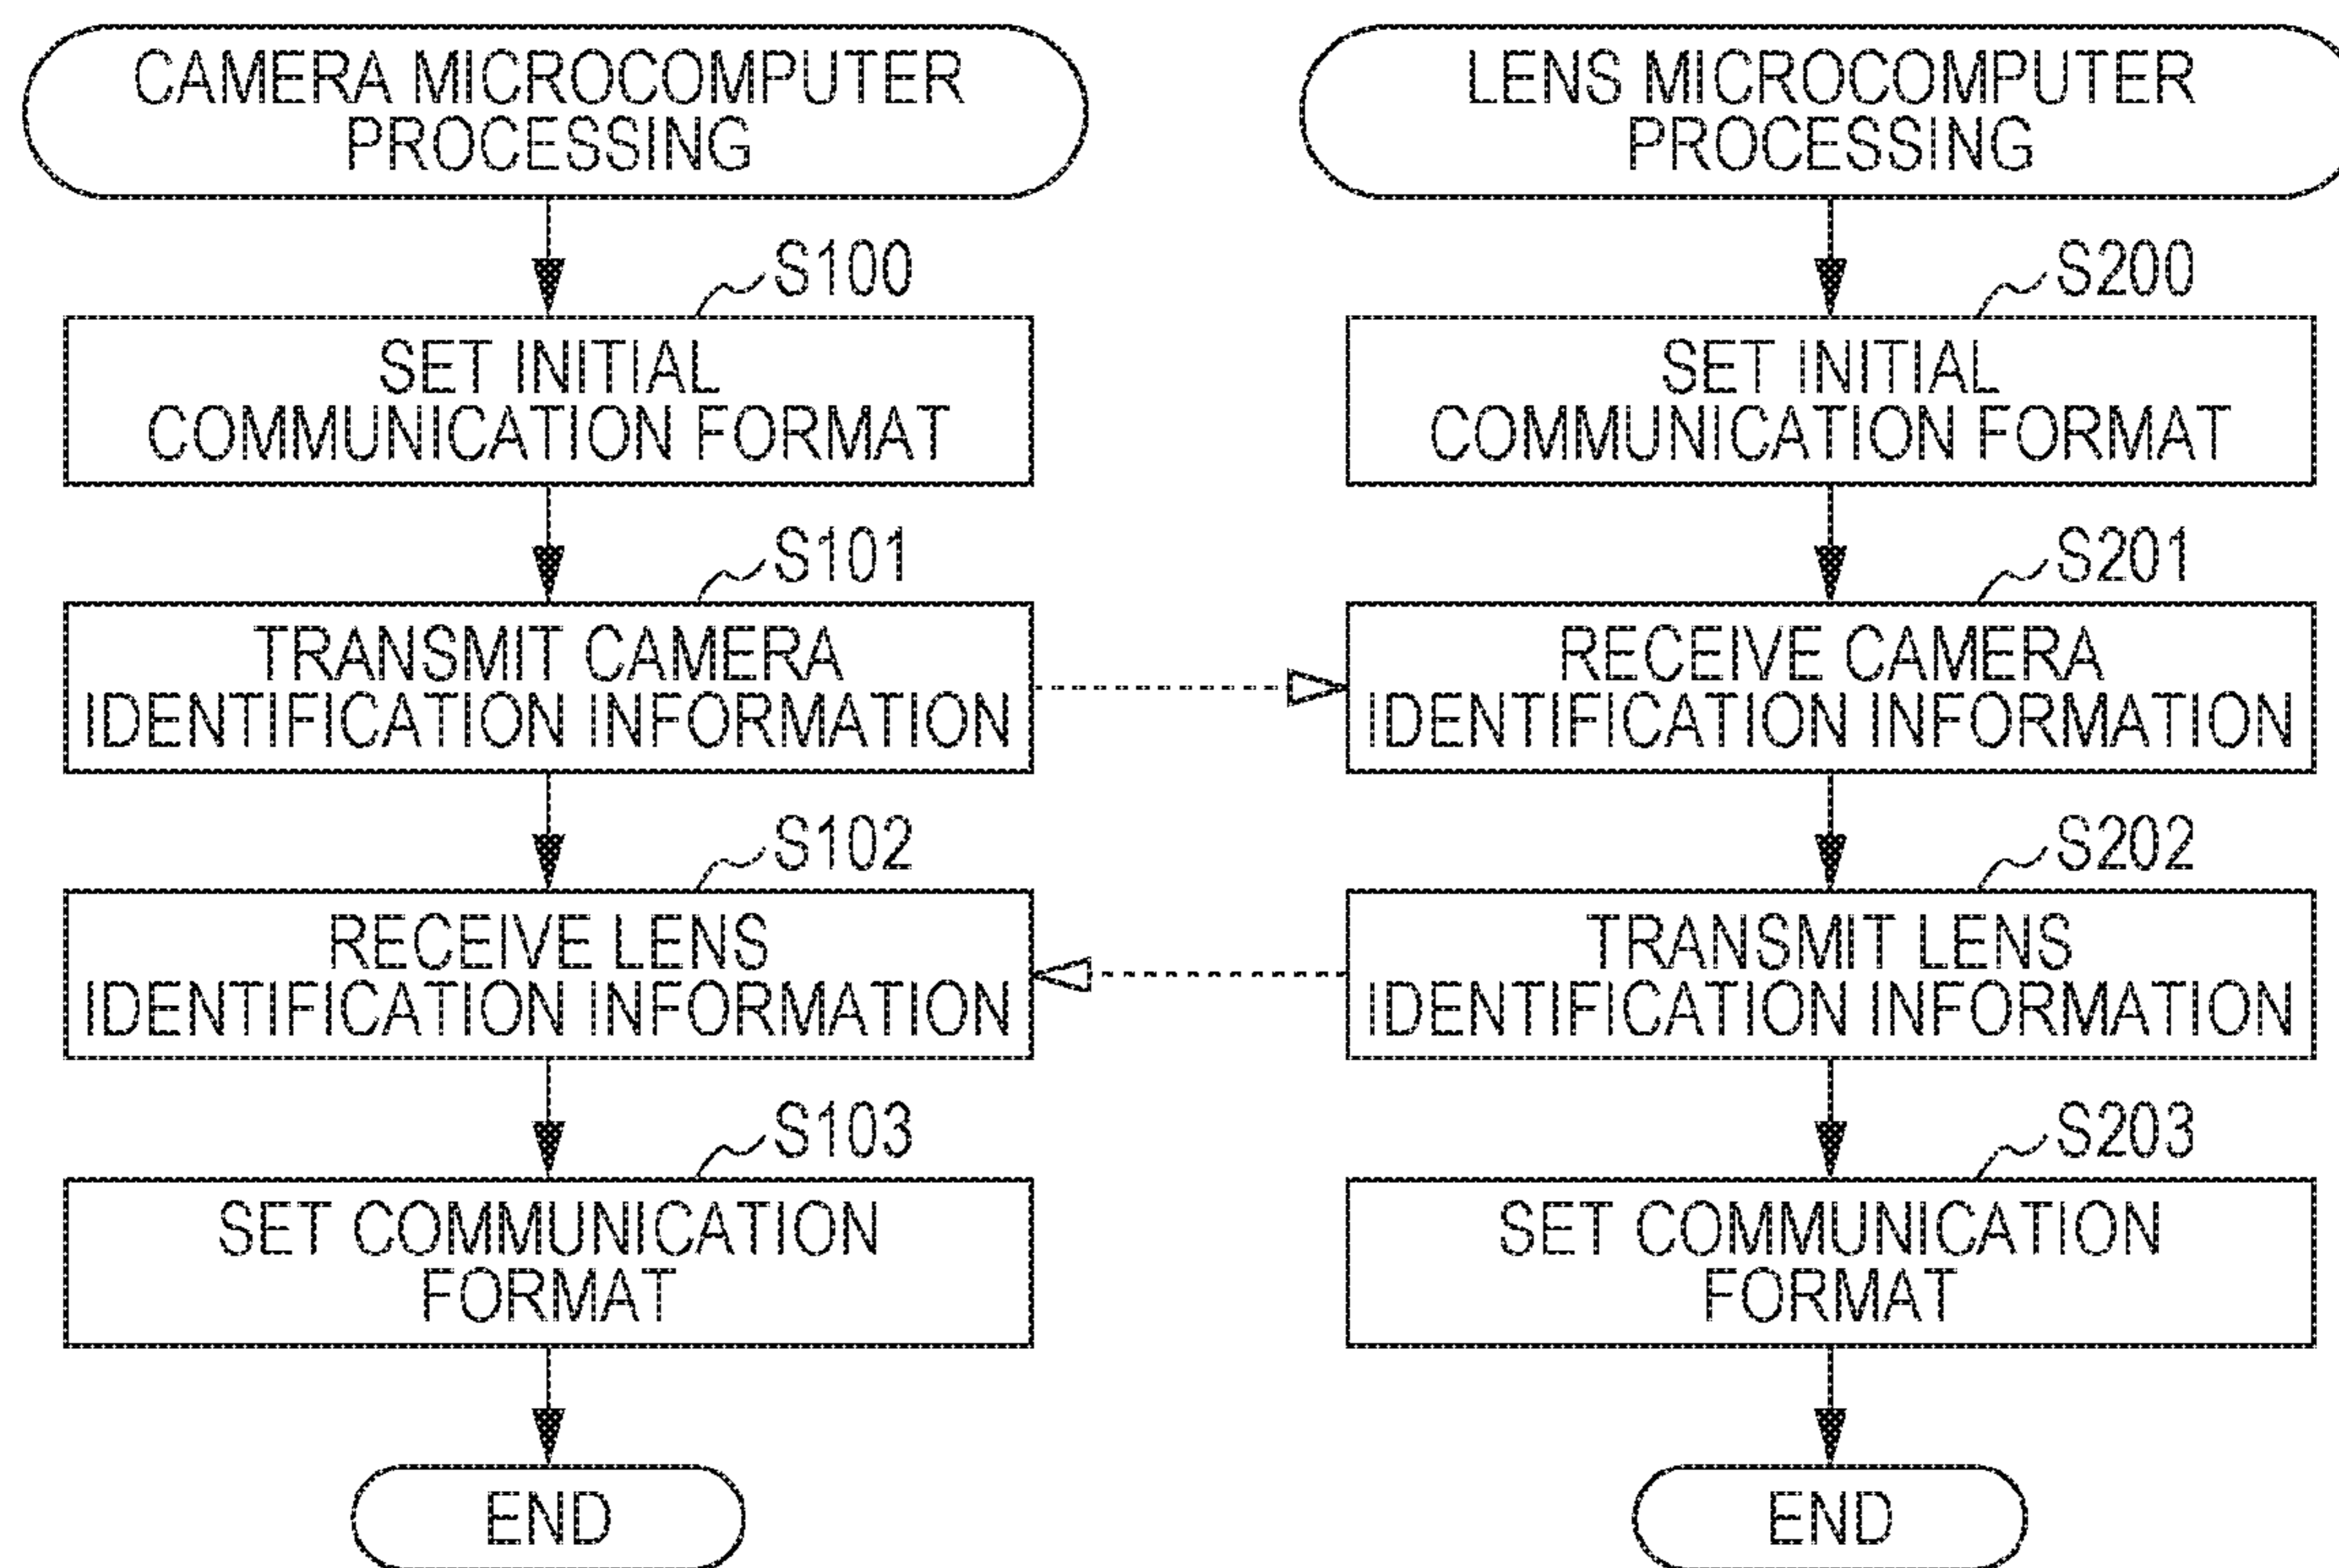 CAMERA MICROCOMPUTER
PROCESSING
S100
SET INITIAL
COMMUNICATION FORMAT
S101
TRANSMIT CAMERA
IDENTIFICATION INFORMATION
S102
RECEIVE LENS
IDENTIFICATION INFORMATION
S103
SET COMMUNICATION
FORMAT
END
LENS MICROCOMPUTER
PROCESSING
S200
SET INITIAL
COMMUNICATION FORMAT
S201
RECEIVE CAMERA
IDENTIFICATION INFORMATION
S202
TRANSMIT LENS
IDENTIFICATION INFORMATION
S203
SET COMMUNICATION
FORMAT
END